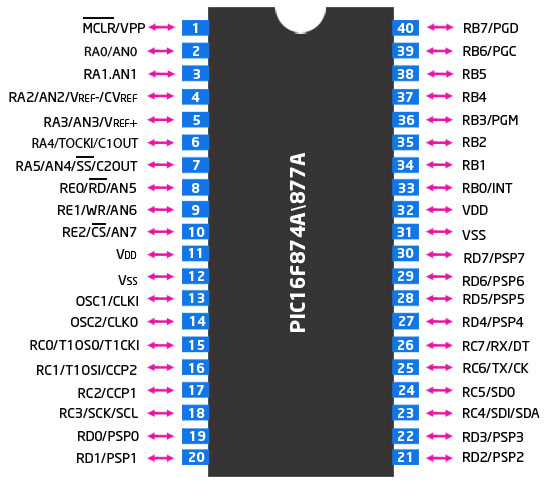 MCLR/VPP 1 40 RB7/PGD
RA0/AN0 2 39 RB6/PGC
RA1.AN1 3 38 RB5
RA2/AN2/VREF-/CVREF 4 37 RB4
RA3/AN3/VREF+ 5 36 RB3/PGM
RA4/TOCKI/C1OUT 6 35 RB2
RA5/AN4/SS/C2OUT 7 34 RB1
RE0/RD/AN5 8 33 RB0/INT
RE1/WR/AN6 9 32 VDD
RE2/CS/AN7 10 31 VSS
VDD 11 30 RD7/PSP7
VSS 12 29 RD6/PSP6
OSC1/CLKI 13 28 RD5/PSP5
OSC2/CLK0 14 27 RD4/PSP4
RC0/T1OS0/T1CKI 15 26 RC7/RX/DT
RC1/T1OSI/CCP2 16 25 RC6/TX/CK
RC2/CCP1 17 24 RC5/SD0
RC3/SCK/SCL 18 23 RC4/SDI/SDA
RD0/PSP0 19 22 RD3/PSP3
RD1/PSP1 20 21 RD2/PSP2
PIC16F874A\877A